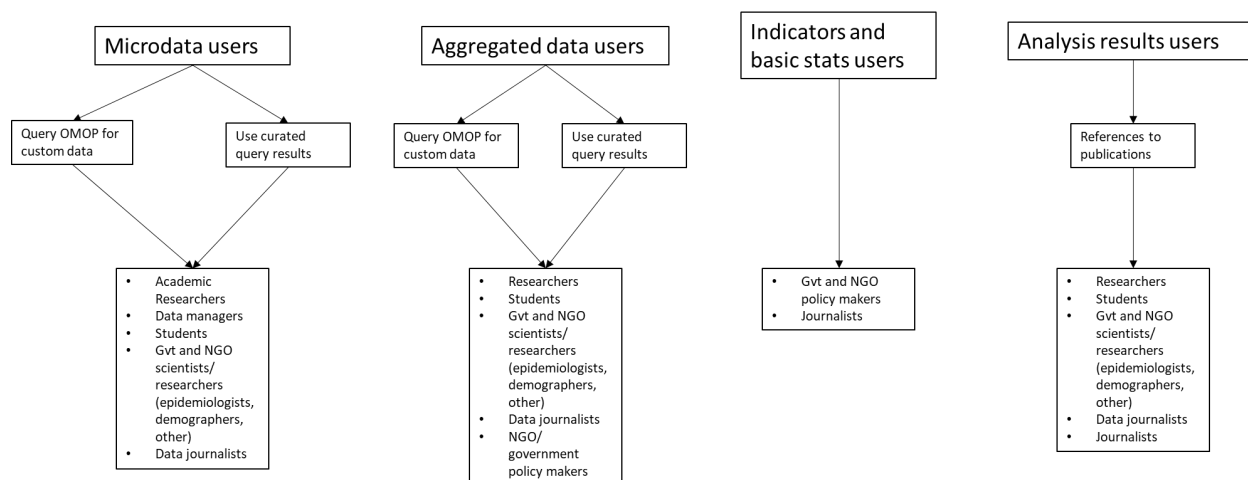 Microdata users
Query OMOP for
custom data
Use curated
query results
• Academic
Researchers
• Data managers
• Students
• Gvt and NGO
scientists/
researchers
(epidemiologists,
demographers,
other)
• Data journalists
Aggregated data users
Query OMOP for
custom data
Use curated
query results
• Researchers
• Students
• Gvt and NGO
scientists/
researchers
(epidemiologists,
demographers,
other)
• Data journalists
• NGO/
government
policy makers
Indicators and
basic stats users
• Gvt and NGO
policy makers
• Journalists
Analysis results users
References to
publications
• Researchers
• Students
• Gvt and NGO
scientists/
researchers
(epidemiologists,
demographers,
other)
• Data journalists
• Journalists